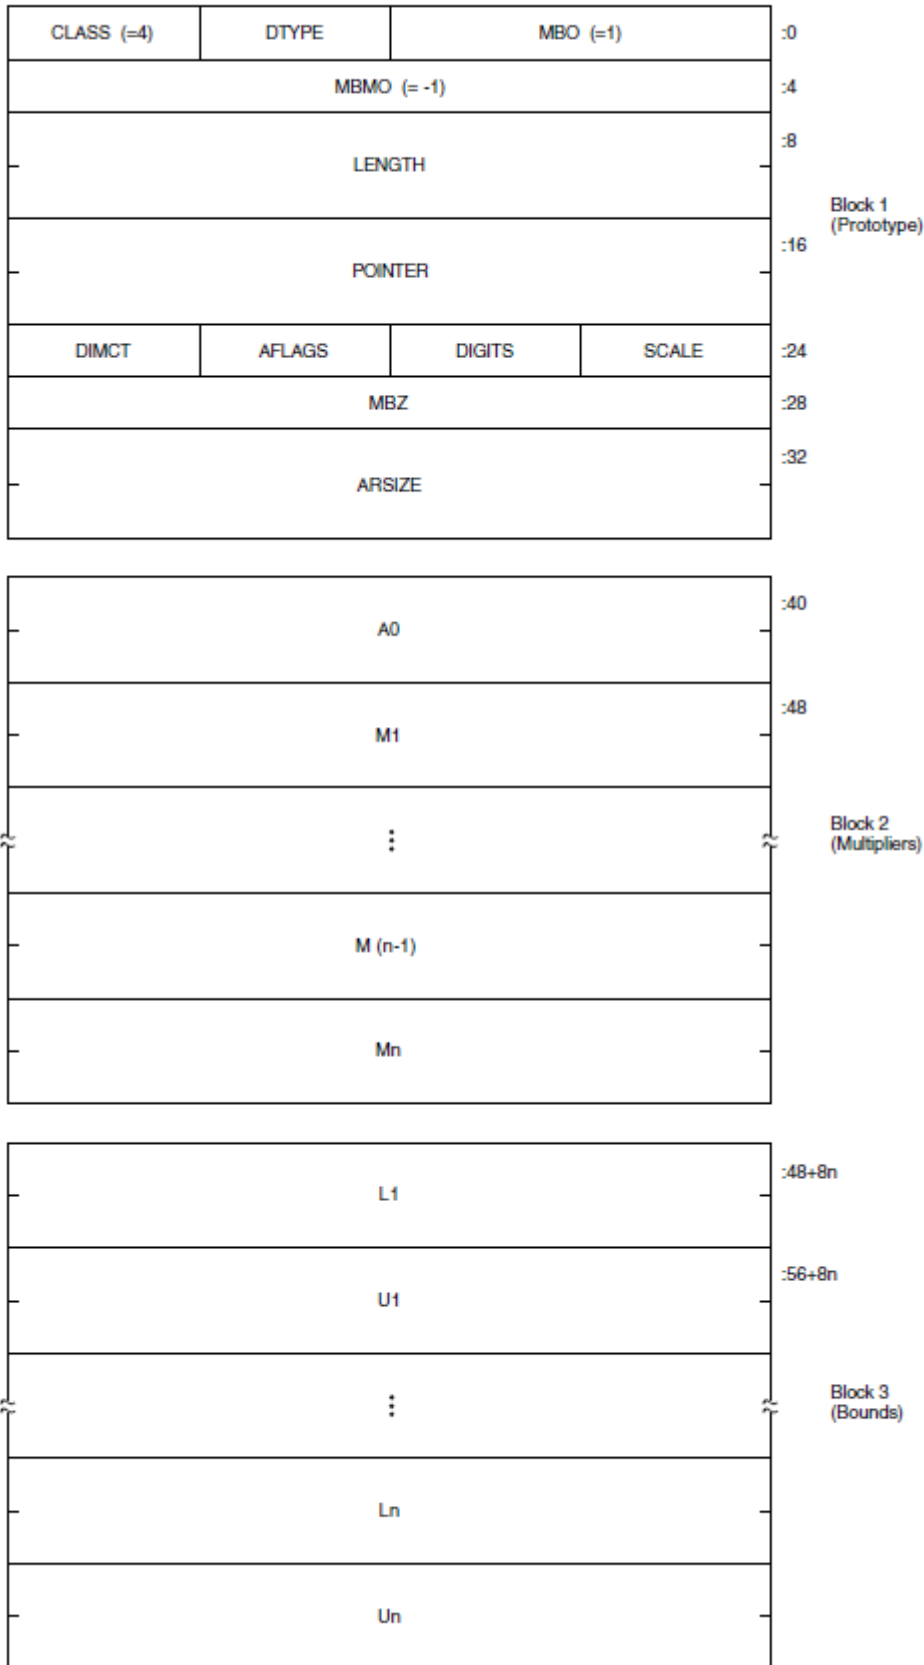 CLASS (=4) DTYPE MBO (=1) :0
MBMO (= -1) :4
:8
LENGTH
Block 1
(Prototype)
:16
POINTER
DIMCT AFLAGS DIGITS SCALE :24
MBZ :28
:32
ARSIZE
:40
A0
:48
M1
Block 2
(Multipliers)
M (n-1)
Mn
:48+8n
L1
:56+8n
U1
Block 3
(Bounds)
Ln
Un